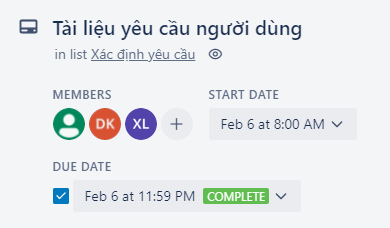 Tài liệu yêu cầu người dùng
in list Xác định yêu cầu
MEMBERS
START DATE
DK
XL
Feb 6 at 8:00 AM
DUE DATE
Feb 6 at 11:59 PM COMPLETE